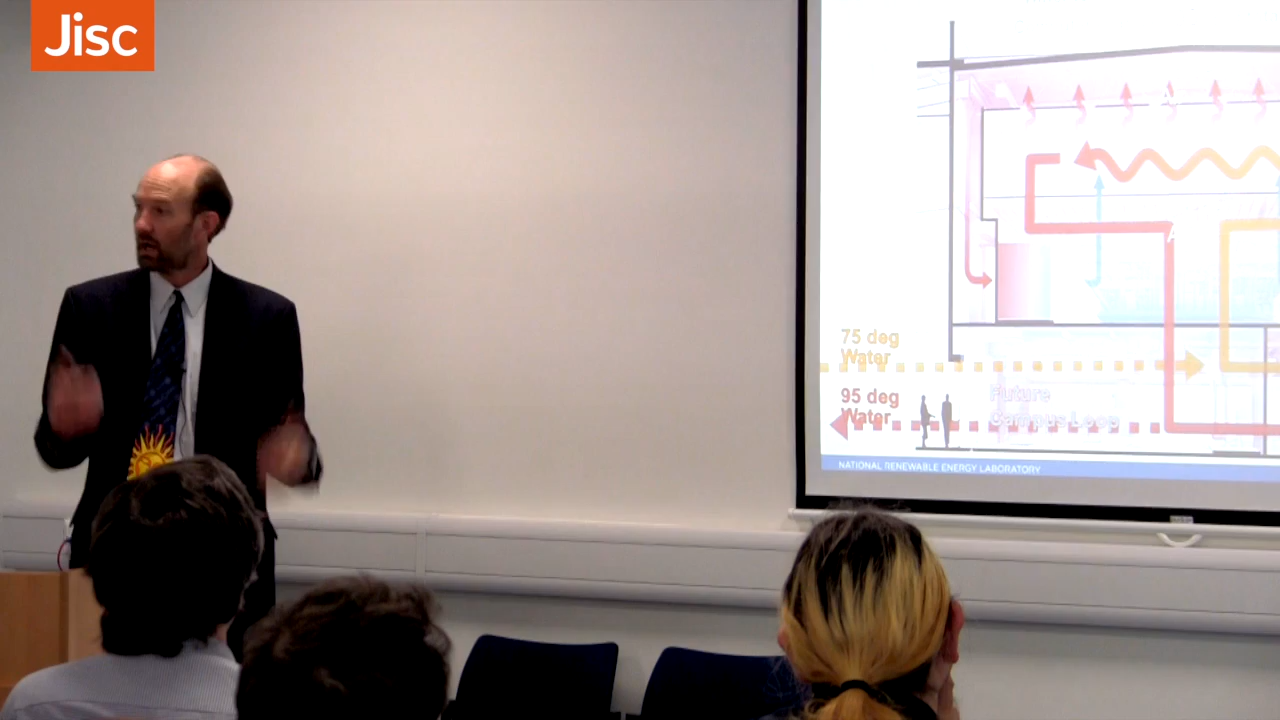 Jisc
75 deg
Water
95 deg
Water
Future
Campus Loop
NATIONAL RENEWABLE ENERGY LABORATORY